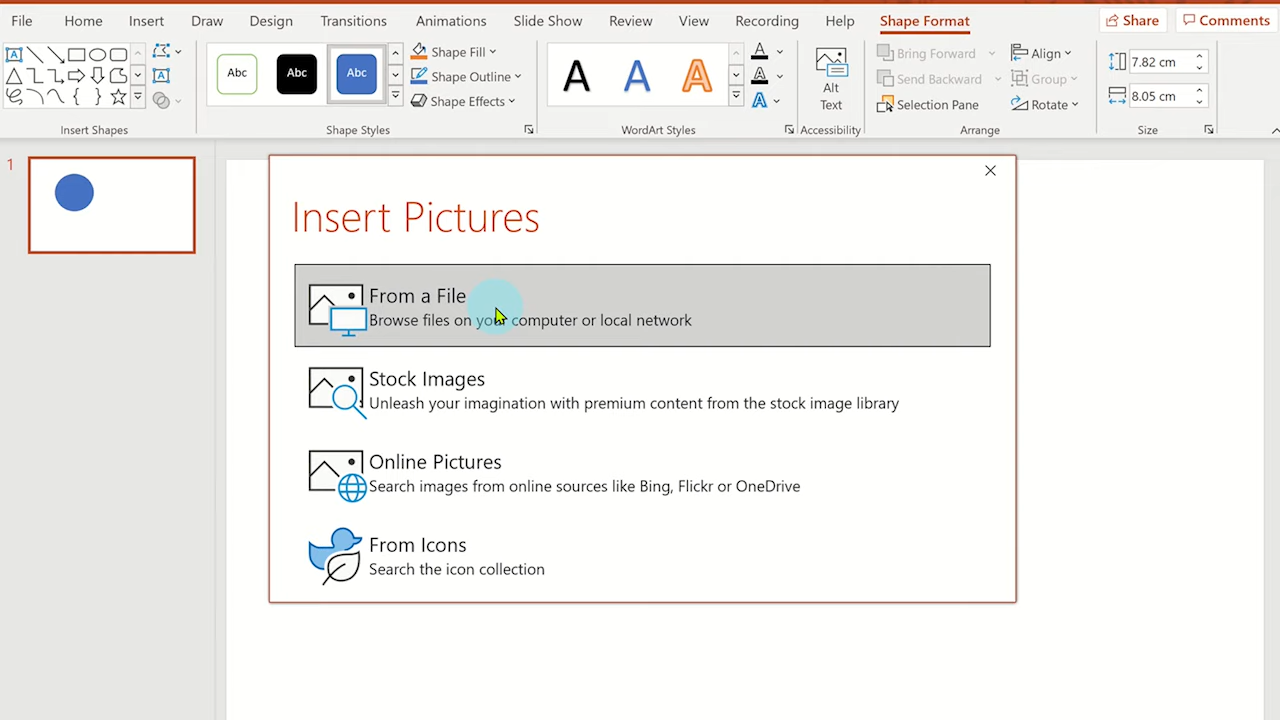 File Home Insert Draw Design Transitions Animations Slide Show Review View Recording Help Shape Format Share Comments
Abc Abc Abc
Shape Fill
Shape Outline
Shape Effects
Insert Shapes
Shape Styles
A A A
WordArt Styles
Alt
Text
Accessibility
Bring Forward
Send Backward
Selection Pane
Align
Group
Rotate
Arrange
7.82 cm
8.05 cm
Size
1
Insert Pictures
From a File
Browse files on your computer or local network
Stock Images
Unleash your imagination with premium content from the stock image library
Online Pictures
Search images from online sources like Bing, Flickr or OneDrive
From Icons
Search the icon collection